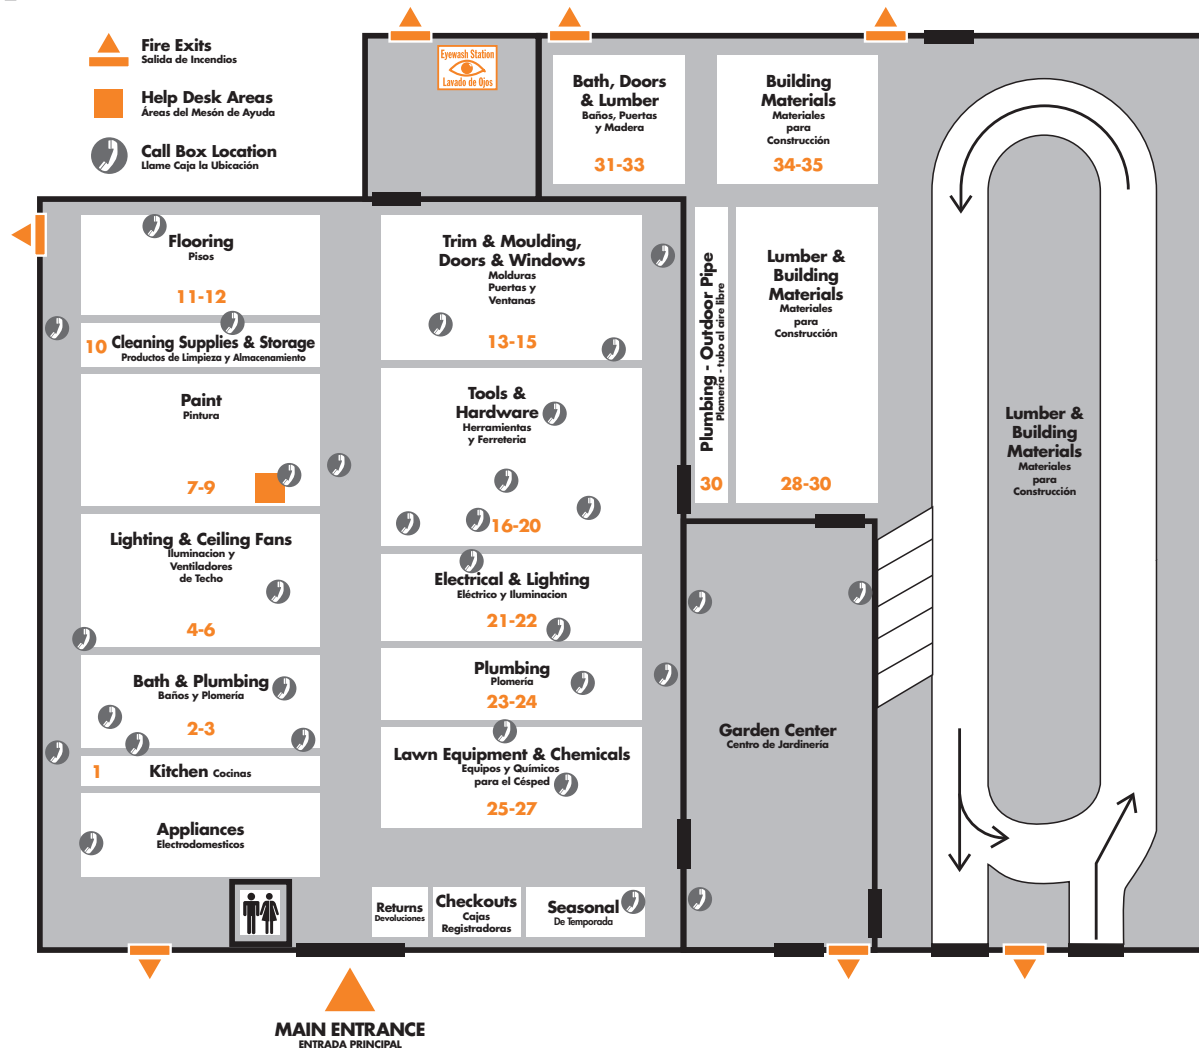 Fire Exits
Salida de Incendios
Help Desk Areas
Áreas del Mesón de Ayuda
Call Box Location
Llame Caja la Ubicación
Eyewash Station
Lavado de Ojos
Bath, Doors
& Lumber
Baños, Puertas
y Madera
31-33
Building
Materials
Materiales
para
Construcción
34-35
Flooring
Pisos
11-12
10 Cleaning Supplies & Storage
Productos de Limpieza y Almacenamiento
Paint
Pintura
7-9
Lighting & Ceiling Fans
Iluminacion y
Ventiladores
de Techo
4-6
Bath & Plumbing
Baños y Plomería
2-3
1 Kitchen Cocinas
Appliances
Electrodomesticos
Trim & Moulding,
Doors & Windows
Molduras
Puertas y
Ventanas
13-15
Tools &
Hardware
Herramientas
y Ferreteria
16-20
Electrical & Lighting
Eléctrico y Iluminacion
21-22
Plumbing
Plomería
23-24
Lawn Equipment & Chemicals
Equipos y Químicos
para el Césped
25-27
Returns
Devoluciones
Checkouts
Cajas
Registradoras
Seasonal
De Temporada
Plumbing - Outdoor Pipe
Plomería - tubo al aire libre
30
Lumber &
Building
Materials
Materiales
para
Construcción
28-30
Garden Center
Centro de Jardinería
Lumber &
Building
Materials
Materiales
para
Construcción
MAIN ENTRANCE
ENTRADA PRINCIPAL